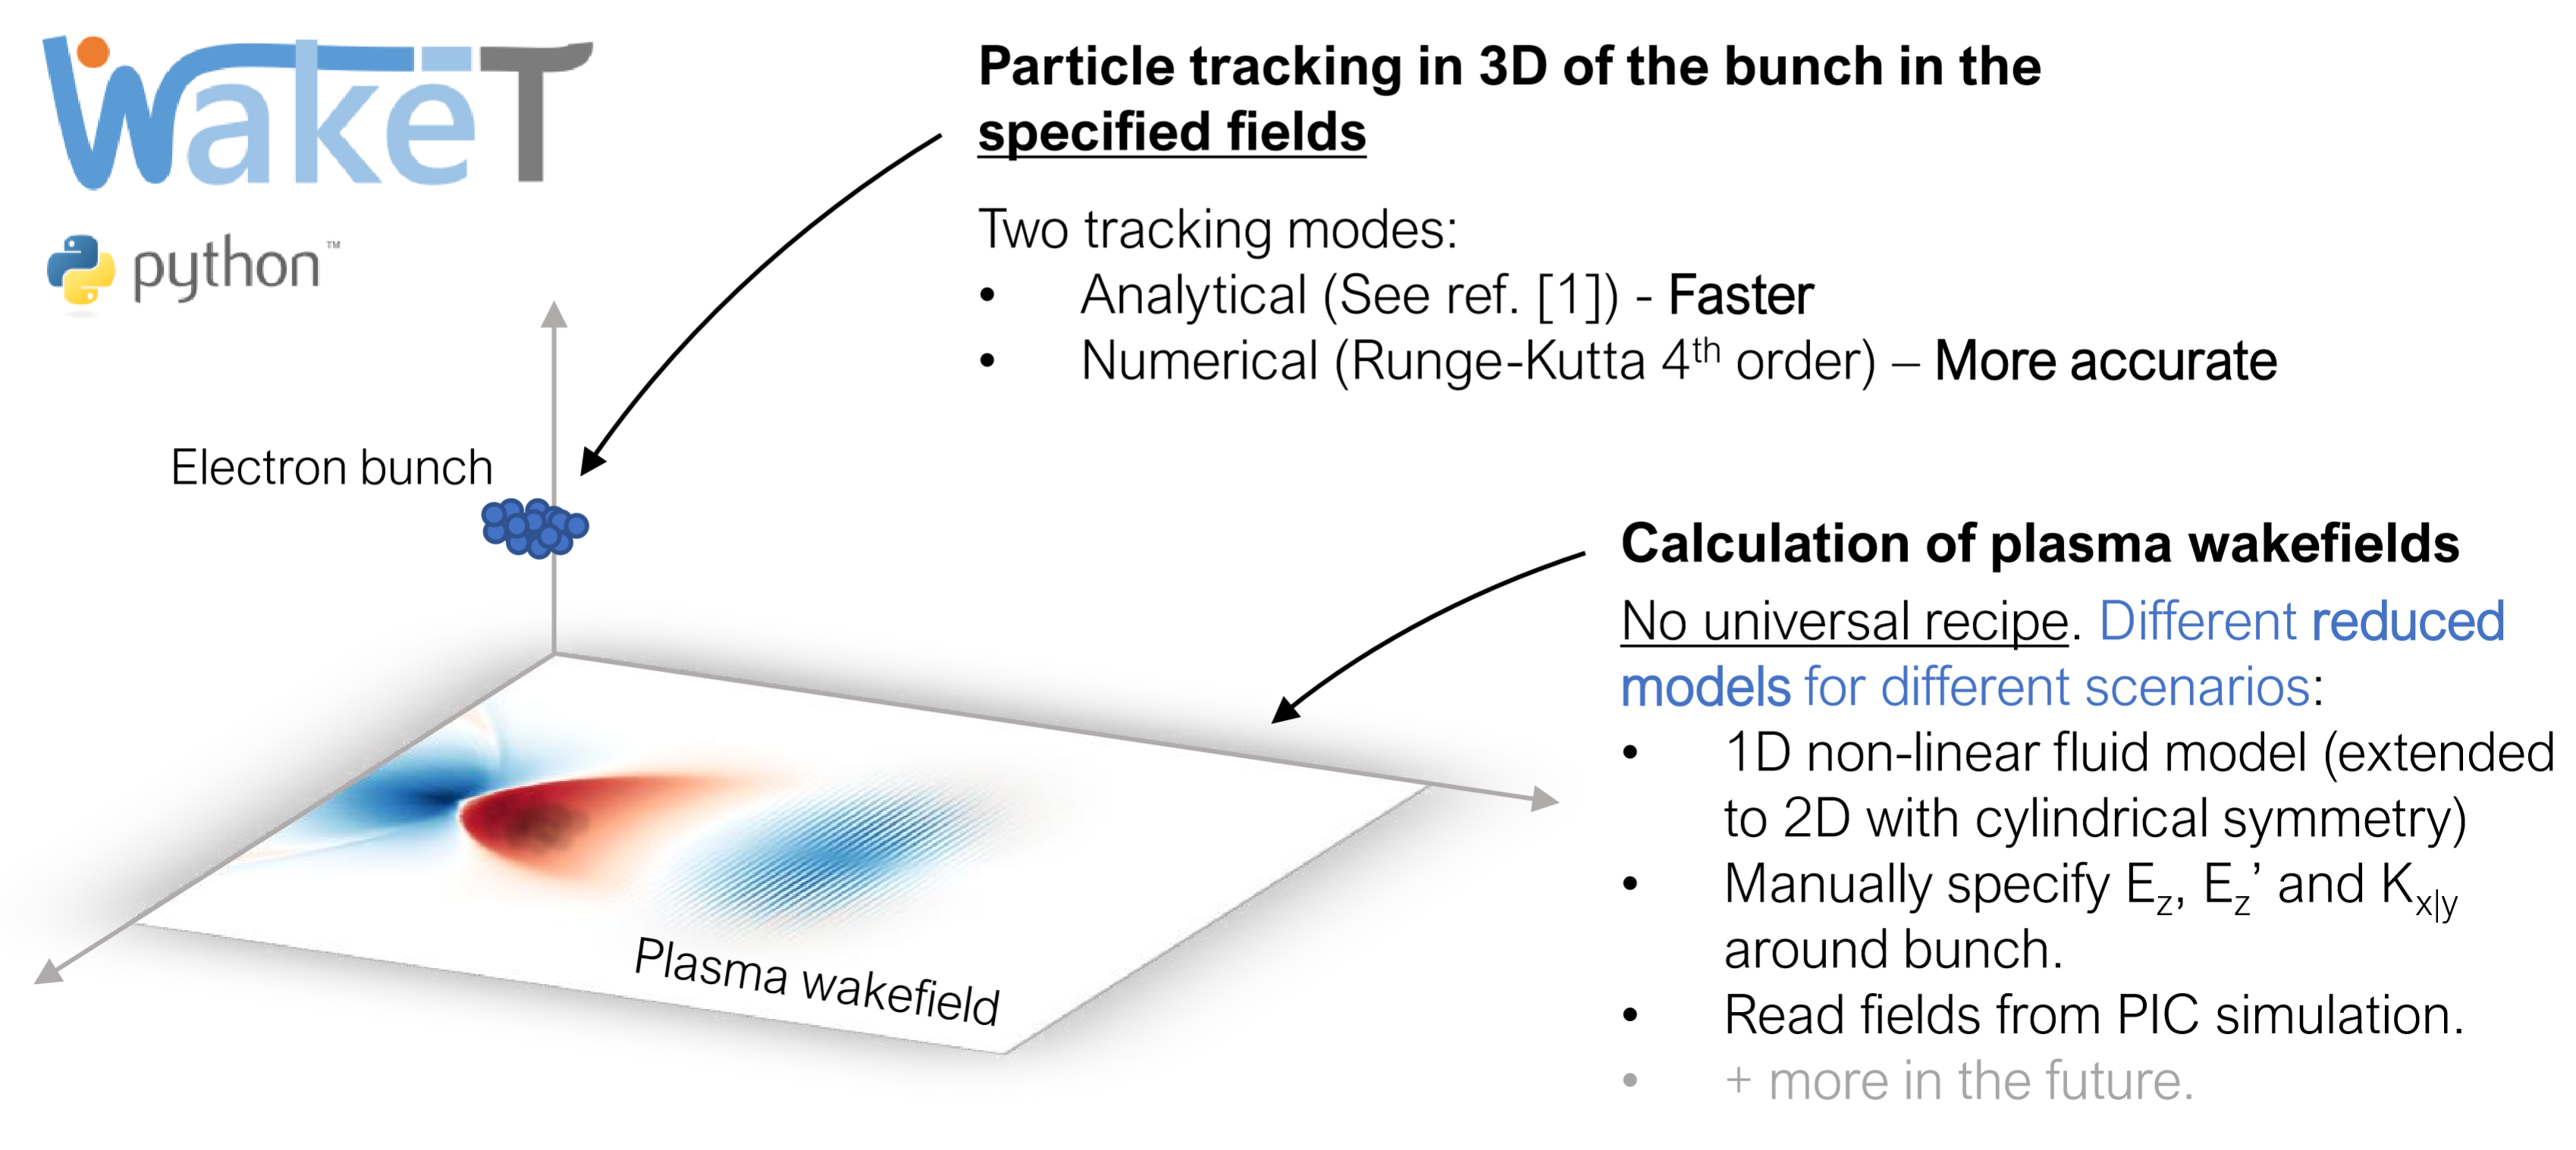 WakeT
python™
Particle tracking in 3D of the bunch in the
specified fields
Two tracking modes:
• Analytical (See ref. [1]) - Faster
• Numerical (Runge-Kutta 4th order) – More accurate
Electron bunch
Plasma wakefield
Calculation of plasma wakefields
No universal recipe. Different reduced
models for different scenarios:
• 1D non-linear fluid model (extended
to 2D with cylindrical symmetry)
• Manually specify Ez, Ez’ and Kx|y
around bunch.
• Read fields from PIC simulation.
• + more in the future.